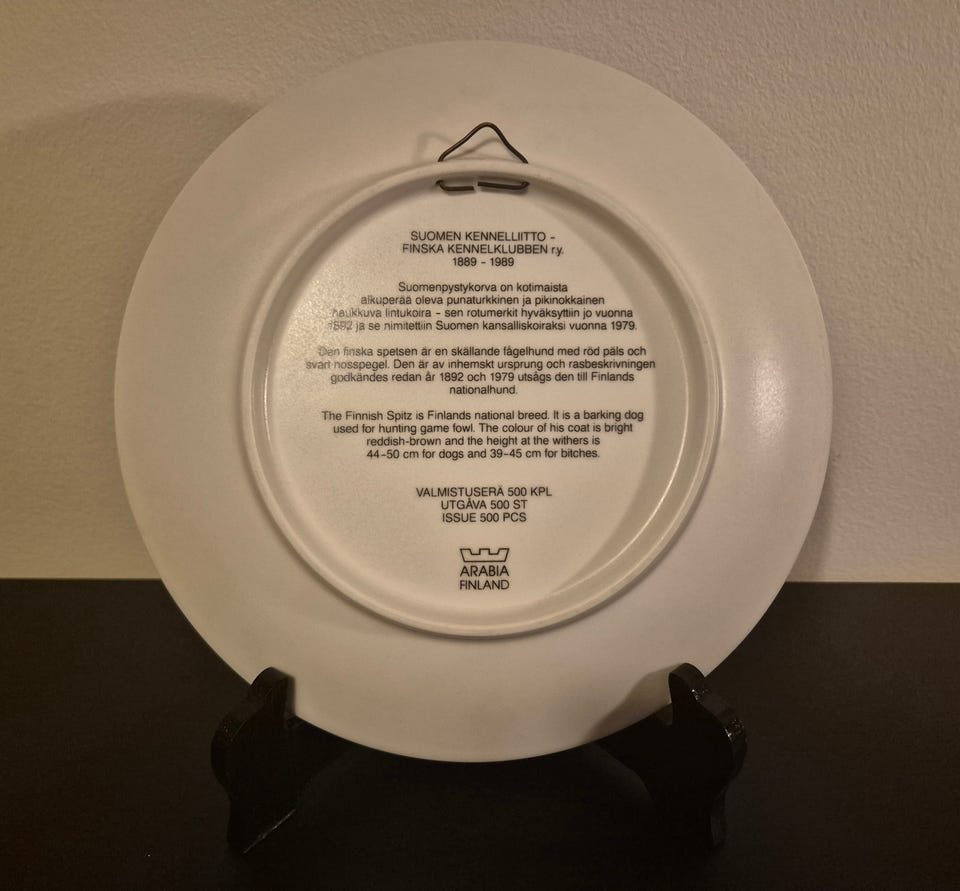 SUOMEN KENNELLIITTO -
FINSKA KENNELKLUBBEN r.y.
1889 - 1989
Suomenpystykorva on kotimaista
alkuperää oleva punaturkkinen ja pikinokkainen
haukkuva lintukoira - sen rotumerkit hyväksyttiin jo vuonna
1892 ja se nimitettiin Suomen kansalliskoiraksi vuonna 1979.
Den finska spetsen är en skällande fågelhund med röd päls och
svart nosspegel. Den är av inhemskt ursprung och rasbeskrivningen
godkändes redan år 1892 och 1979 utsågs den till Finlands
nationalhund.
The Finnish Spitz is Finlands national breed. It is a barking dog
used for hunting game fowl. The colour of his coat is bright
reddish-brown and the height at the withers is
44-50 cm for dogs and 39-45 cm for bitches.
VALMISTUSERÄ 500 KPL
UTGÅVA 500 ST
ISSUE 500 PCS
ARABIA
FINLAND